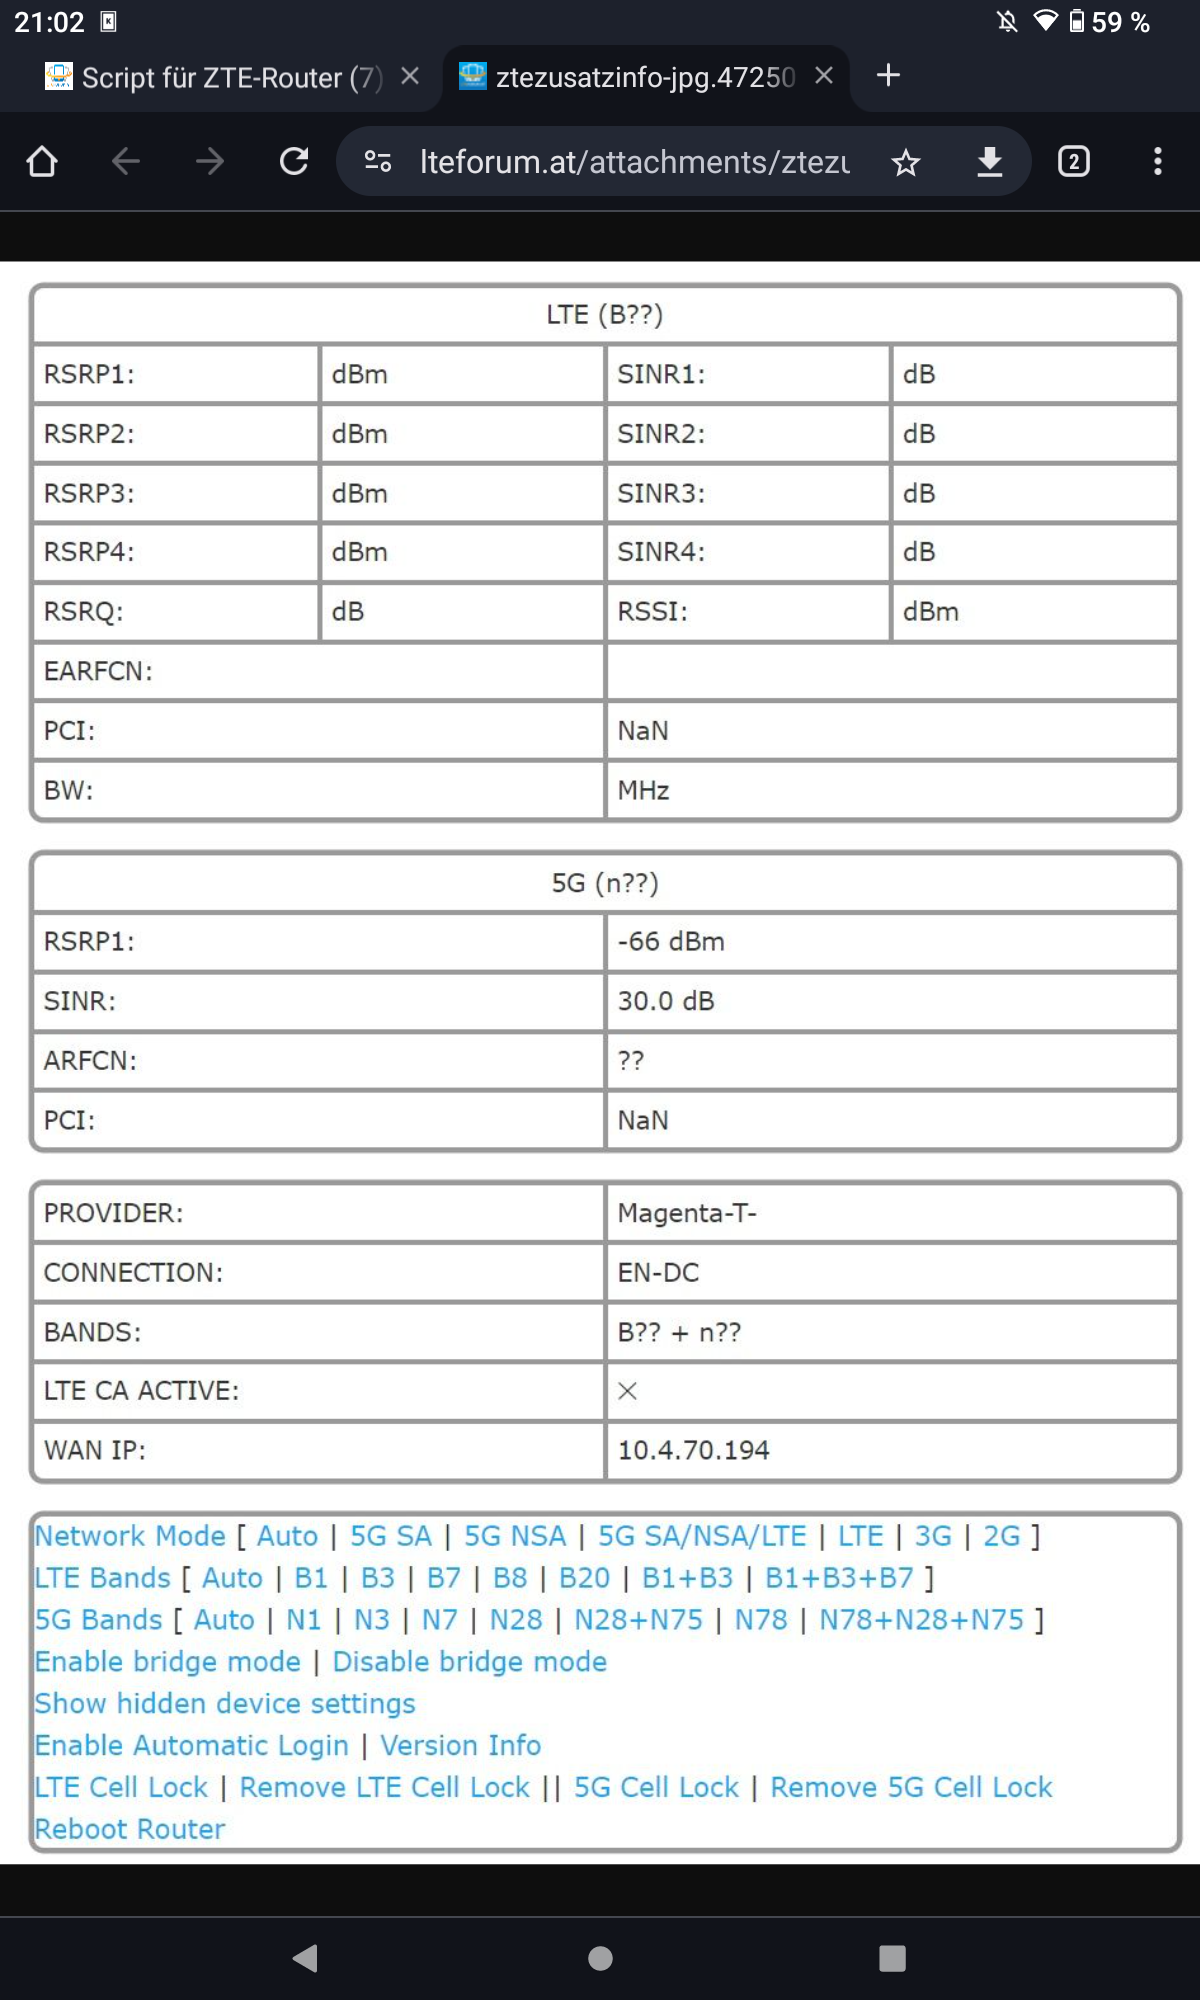 21:02 59 %
Script für ZTE-Router (7) ztezusatzinfo-jpg.47250
lteforum.at/attachments/ztezu 2
LTE (B??)
RSRP1: dBm SINR1: dB
RSRP2: dBm SINR2: dB
RSRP3: dBm SINR3: dB
RSRP4: dBm SINR4: dB
RSRQ: dB RSSI: dBm
EARFCN:
PCI: NaN
BW: MHz
5G (n??)
RSRP1: -66 dBm
SINR: 30.0 dB
ARFCN: ??
PCI: NaN
PROVIDER: Magenta-T-
CONNECTION: EN-DC
BANDS: B?? + n??
LTE CA ACTIVE: ×
WAN IP: 10.4.70.194
Network Mode [ Auto | 5G SA | 5G NSA | 5G SA/NSA/LTE | LTE | 3G | 2G ]
LTE Bands [ Auto | B1 | B3 | B7 | B8 | B20 | B1+B3 | B1+B3+B7 ]
5G Bands [ Auto | N1 | N3 | N7 | N28 | N28+N75 | N78 | N78+N28+N75 ]
Enable bridge mode | Disable bridge mode
Show hidden device settings
Enable Automatic Login | Version Info
LTE Cell Lock | Remove LTE Cell Lock || 5G Cell Lock | Remove 5G Cell Lock
Reboot Router